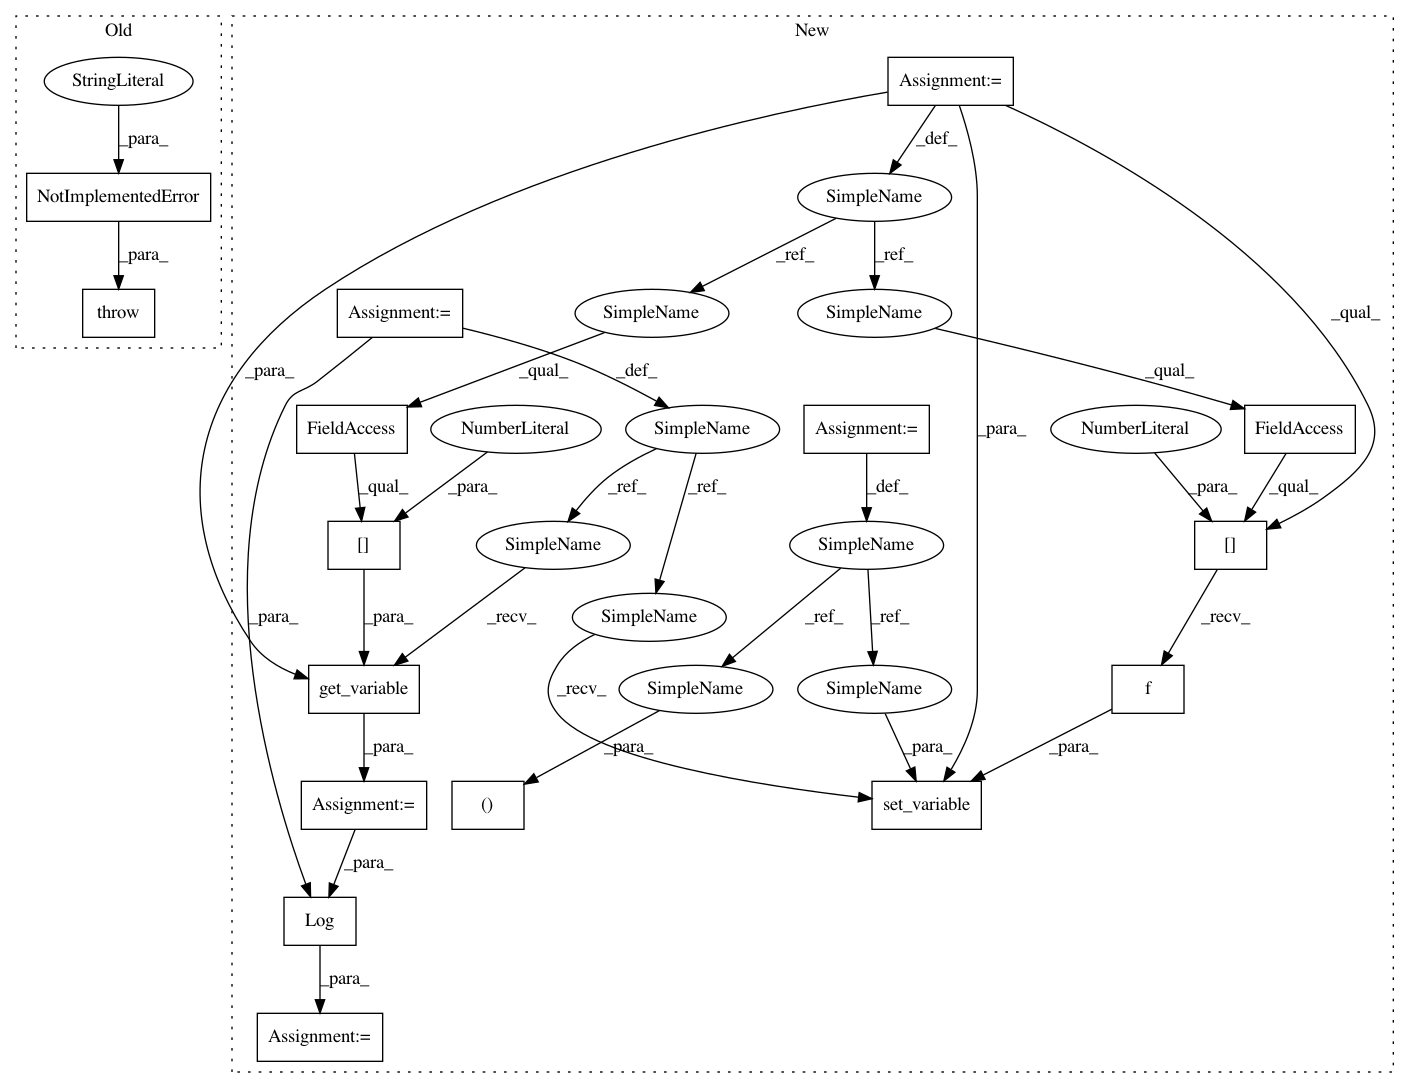 Old
New
StringLiteral
Assignment:=
_para_
_def_
NotImplementedError
SimpleName
_para_
_ref_
_ref_
throw
Assignment:=
SimpleName
SimpleName
_qual_
_para_
_qual_
_def_
_qual_
FieldAccess
NumberLiteral
SimpleName
Assignment:=
_para_
NumberLiteral
FieldAccess
_qual_
_para_
_ref_
_ref_
_def_
_para_
_qual_
[]
SimpleName
SimpleName
[]
_para_
_para_
_recv_
SimpleName
_ref_
_ref_
_recv_
get_variable
_recv_
SimpleName
SimpleName
f
_para_
_para_
_para_
_para_
Assignment:=
()
set_variable
_para_
Log
_para_
Assignment:=